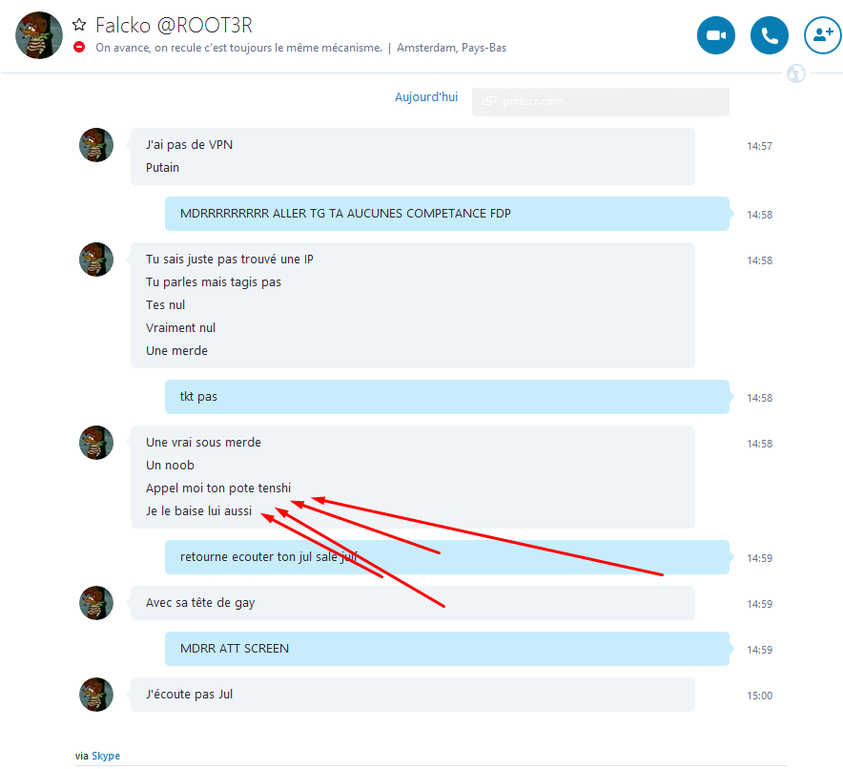 Falcko @ROOT3R
On avance, on recule c'est toujours le même mécanisme. | Amsterdam, Pays-Bas
Aujourd'hui
prntscr.com
J'ai pas de VPN
14:57
Putain
MDRRRRRRRRR ALLER TG TA AUCUNES COMPETANCE FDP
14:58
Tu sais juste pas trouvé une IP
14:58
Tu parles mais tagis pas
Tes nul
Vraiment nul
Une merde
tkt pas
14:58
Une vrai sous merde
14:58
Un noob
Appel moi ton pote tenshi
Je le baise lui aussi
retourne ecouter ton jul sale juif
14:59
Avec sa tête de gay
14:59
MDRR ATT SCREEN
14:59
J'écoute pas Jul
15:00
via Skype